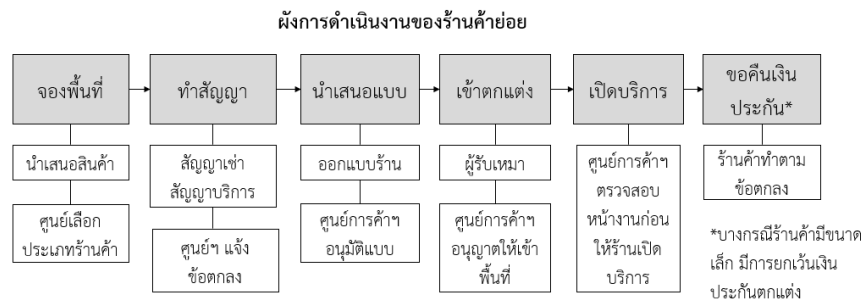 ผังการดำเนินงานของร้านค้าย่อย
จองพื้นที่
ทำสัญญา
นำเสนอแบบ
เข้าตกแต่ง
เปิดบริการ
ขอคืนเงิน
ประกัน*
นำเสนอสินค้า
ศูนย์เลือก
ประเภทร้านค้า
สัญญาเช่า
สัญญาบริการ
ศูนย์ฯ แจ้ง
ข้อตกลง
ออกแบบร้าน
ศูนย์การค้าฯ
อนุมัติแบบ
ผู้รับเหมา
ศูนย์การค้าฯ
อนุญาตให้เข้า
พื้นที่
ศูนย์การค้าฯ
ตรวจสอบ
หน้างานก่อน
ให้ร้านเปิด
บริการ
ร้านค้าทำตาม
ข้อตกลง
*บางกรณีร้านค้ามีขนาด
เล็ก มีการยกเว้นเงิน
ประกันตกแต่ง